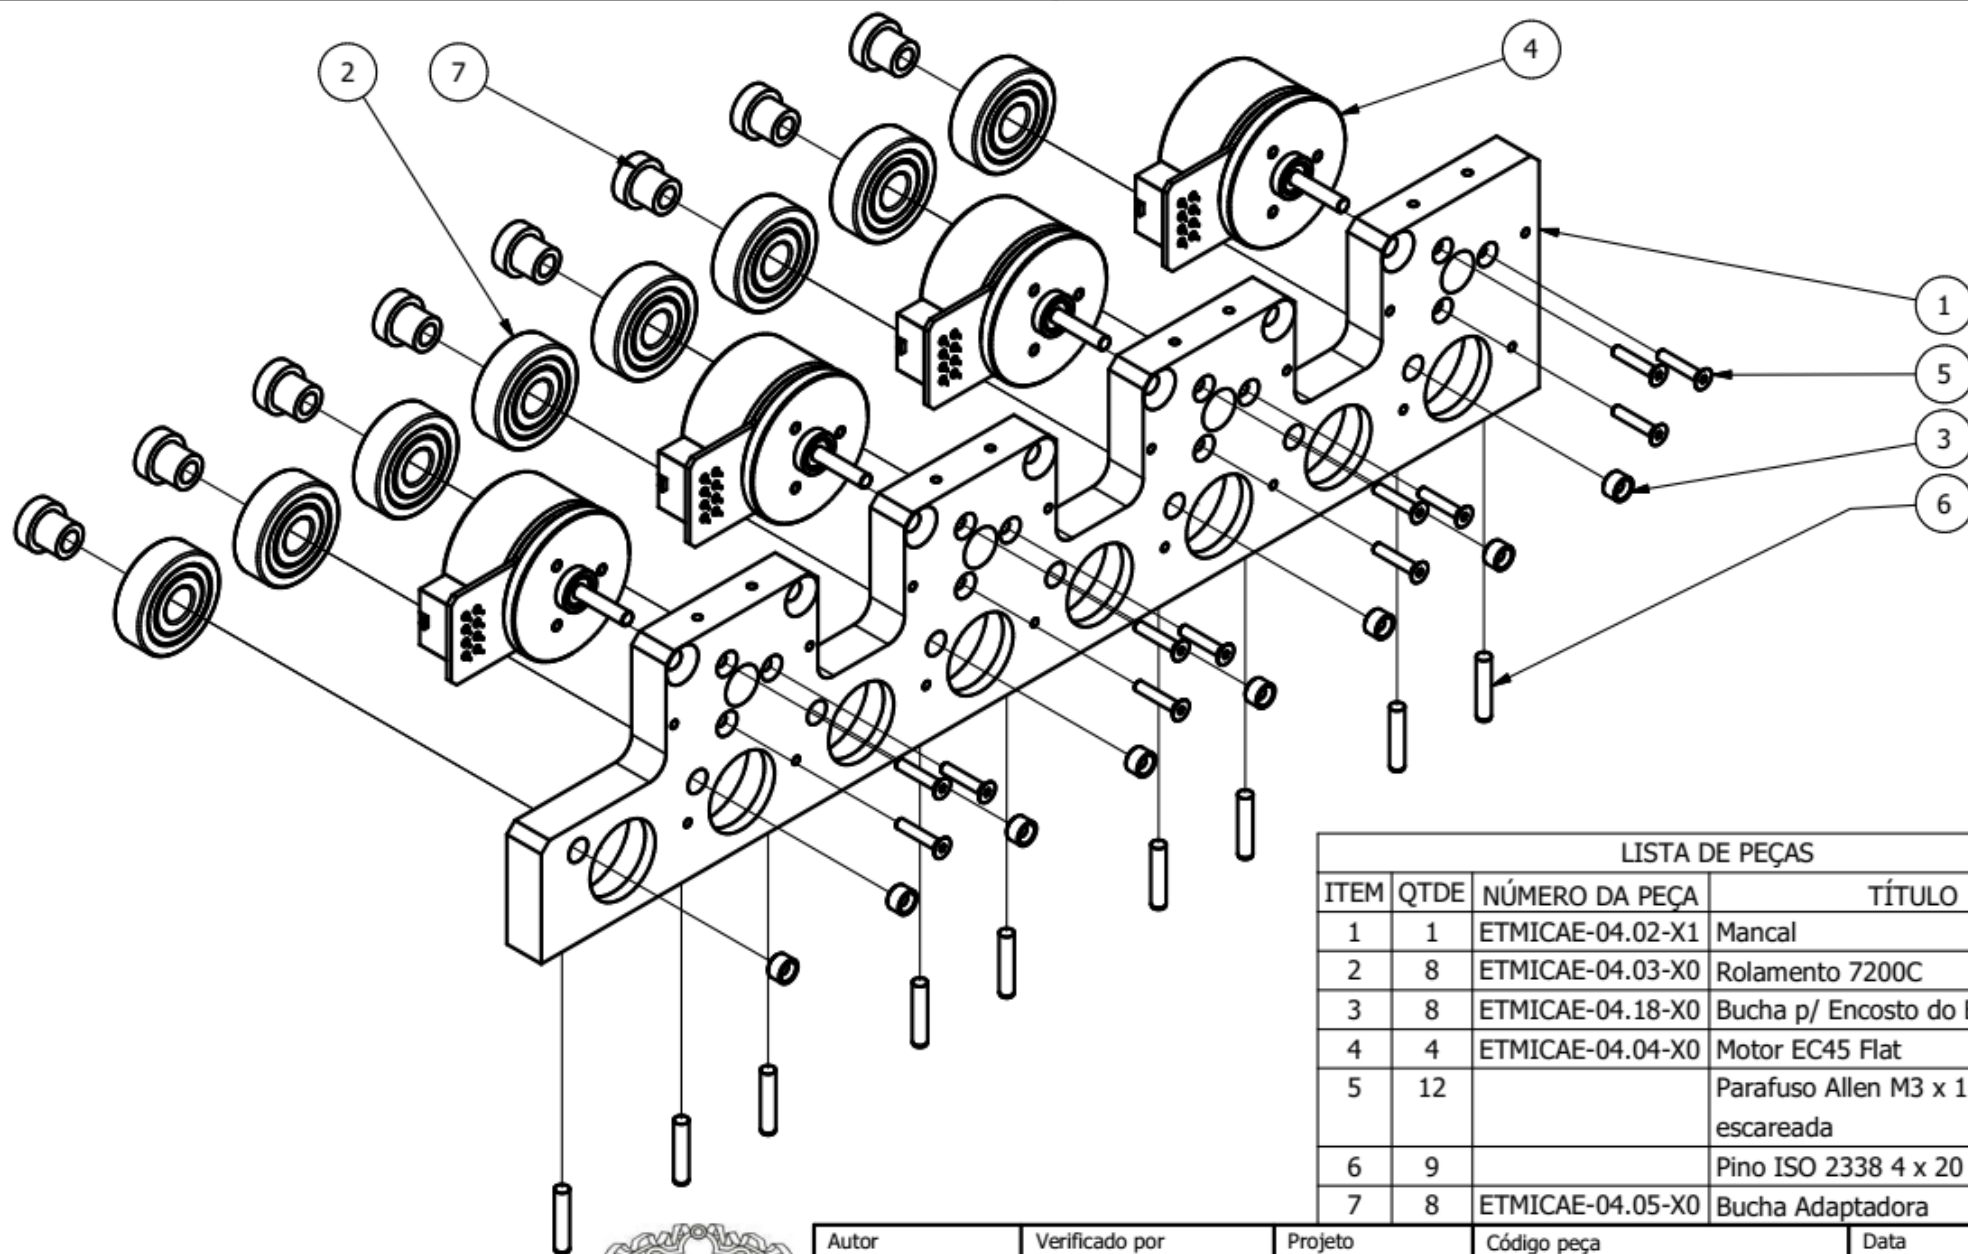 2
7
4
1
5
3
6
LISTA DE PEÇAS
ITEM QTDE NÚMERO DA PEÇA TÍTULO
1 1 ETMICAE-04.02-X1 Mancal
2 8 ETMICAE-04.03-X0 Rolamento 7200C
3 8 ETMICAE-04.18-X0 Bucha p/ Encosto do
4 4 ETMICAE-04.04-X0 Motor EC45 Flat
5 12 Parafuso Allen M3 x 1
escareada
6 9 Pino ISO 2338 4 x 20
7 8 ETMICAE-04.05-X0 Bucha Adaptadora
Autor Verificado por Projeto Código peça Data